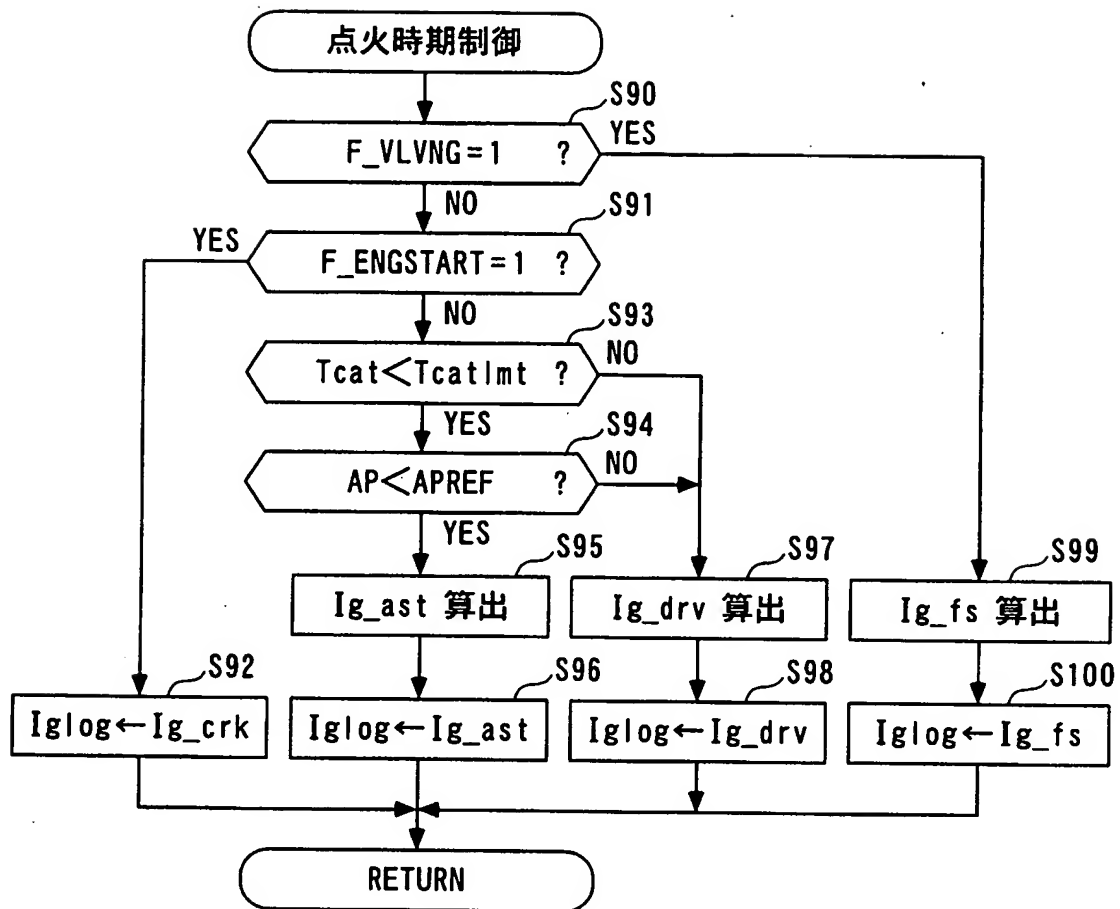 点火時期制御
S90
F_VLVNG=1 ?
YES
NO
S91
YES
F_ENGSTART=1 ?
NO
S93
Tcat<Tcatlmt ?
NO
YES
S94
AP<APREF ?
NO
YES
S95
S97
S99
Ig_ast 算出
Ig_drv 算出
Ig_fs 算出
S92
S96
S98
S100
Iglog←Ig_crk
Iglog←Ig_ast
Iglog←Ig_drv
Iglog←Ig_fs
RETURN